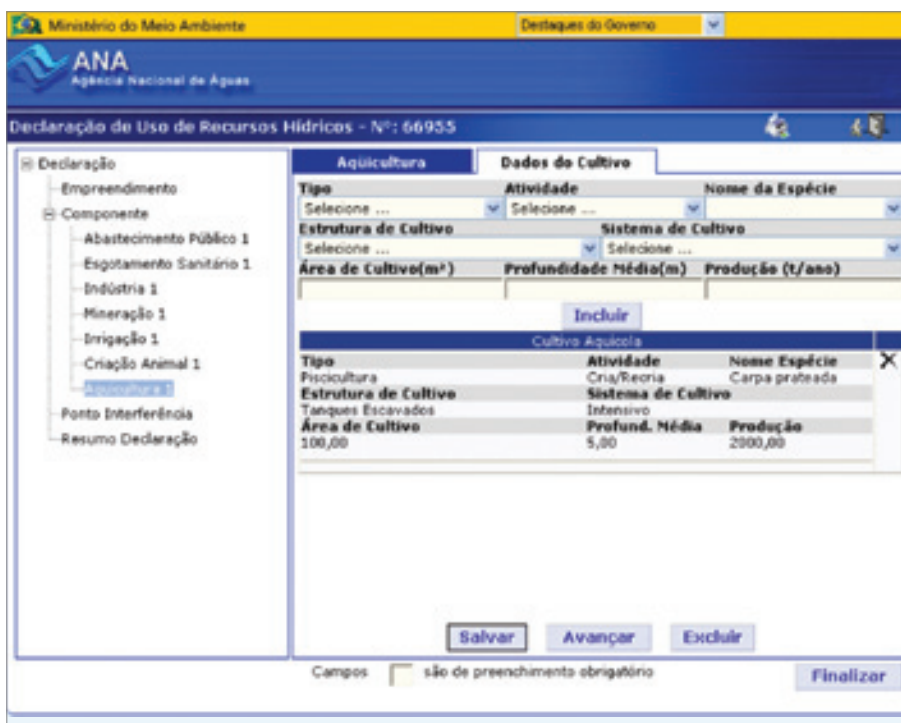 Ministério do Meio Ambiente
Destaques do Governo
ANA
Agência Nacional de Águas
Declaração de Uso de Recursos Hídricos - Nº: 66955
Declaração
Empreendimento
Componente
Abastecimento Público 1
Esgotamento Sanitário 1
Indústria 1
Mineração 1
Irrigação 1
Criação Animal 1
Aquicultura 1
Ponto Interferência
Resumo Declaração
Aqüicultura Dados do Cultivo
Tipo Atividade Nome da Espécie
Selecione ... Selecione ...
Estrutura de Cultivo Sistema de Cultivo
Selecione ... Selecione ...
Área de Cultivo(m²) Profundidade Média(m) Produção (t/ano)
Incluir
Cultivo Aquicola
Tipo Atividade Nome Espécie
Piscicultura Cria/Recria Carpa prateada
Estrutura de Cultivo Sistema de Cultivo
Tanques Escavados Intensivo
Área de Cultivo Profund. Média Produção
100,00 5,00 2000,00
Salvar Avançar Excluir
Campos são de preenchimento obrigatório
Finalizar